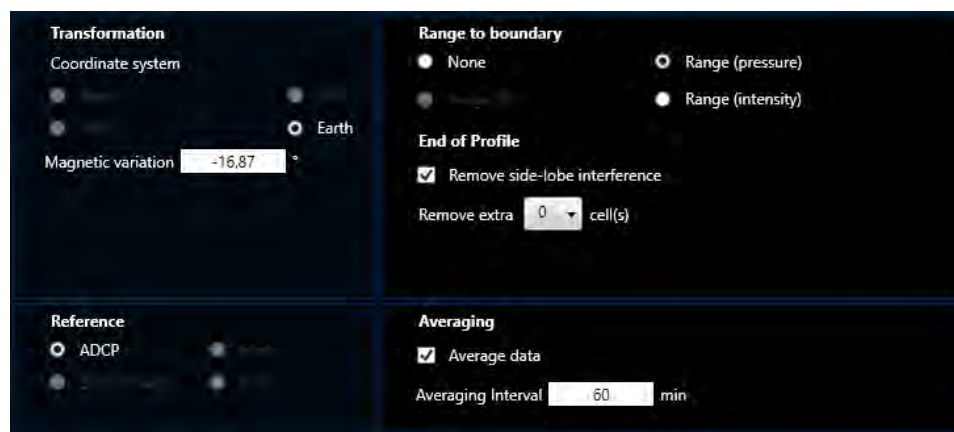 Transformation
Coordinate system
Earth
Magnetic variation -16,87 °
Range to boundary
None
Range (pressure)
Range (intensity)
End of Profile
Remove side-lobe interference
Remove extra 0 cell(s)
Reference
ADCP
Averaging
Average data
Averaging Interval 60 min